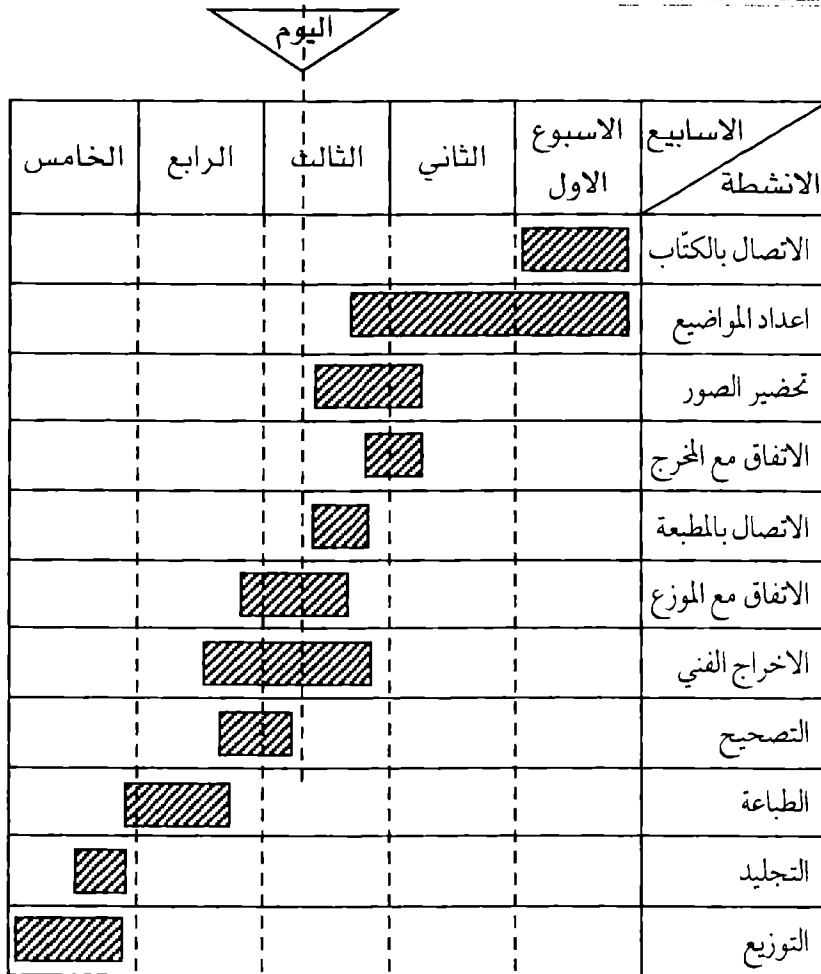 اليوم
الاسابيع
الانشطة
الاسبوع
الاول
الثاني
الثالث
الرابع
الخامس
الاتصال بالكتّاب
اعداد المواضيع
تحضير الصور
الاتفاق مع المخرج
الاتصال بالمطبعة
الاتفاق مع الموزع
الاخراج الفني
التصحيح
الطباعة
التجليد
التوزيع